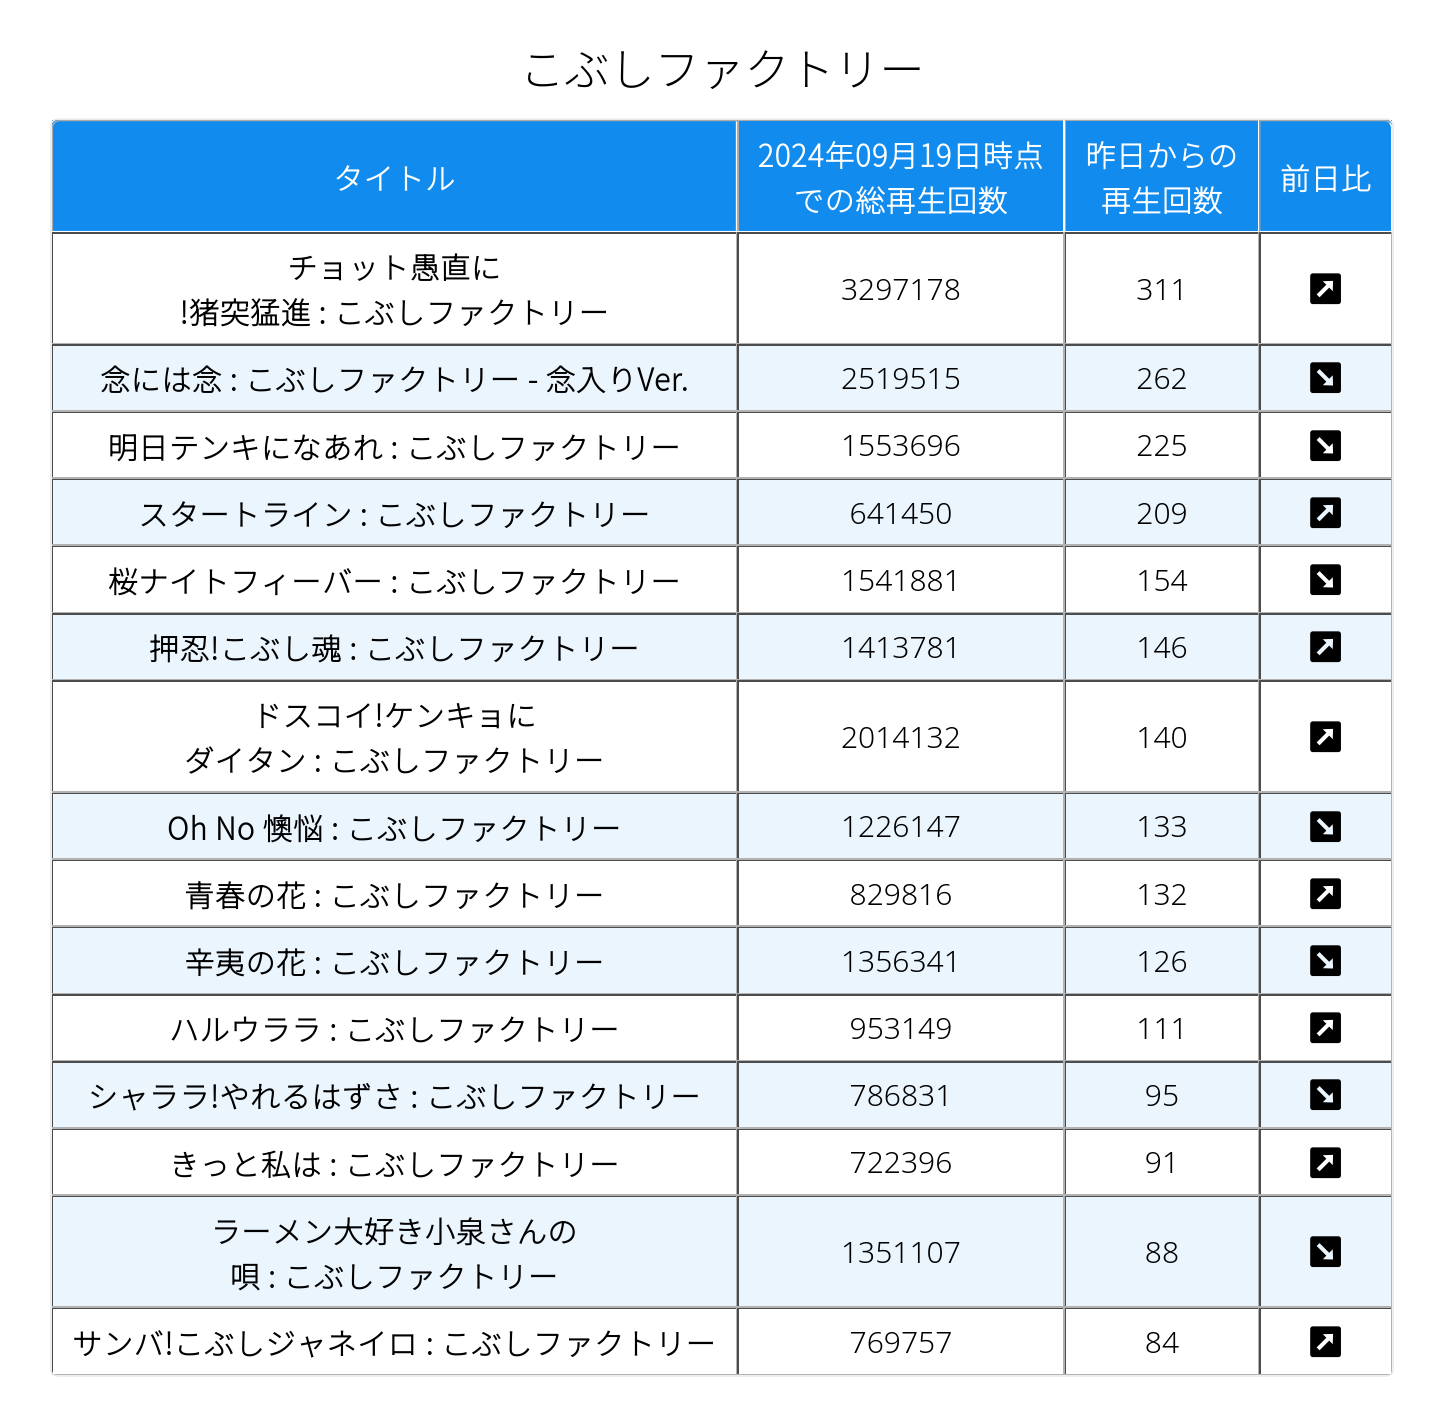 こぶしファクトリー
タイトル
2024年09月19日時点
での総再生回数
昨日からの
再生回数
前日比
チョット愚直に
!猪突猛進 : こぶしファクトリー
3297178
311
念には念 : こぶしファクトリー - 念入りVer.
2519515
262
明日テンキになあれ : こぶしファクトリー
1553696
225
スタートライン : こぶしファクトリー
641450
209
桜ナイトフィーバー : こぶしファクトリー
1541881
154
押忍!こぶし魂 : こぶしファクトリー
1413781
146
ドスコイ!ケンキョに
ダイタン : こぶしファクトリー
2014132
140
Oh No 懊悩 : こぶしファクトリー
1226147
133
青春の花 : こぶしファクトリー
829816
132
辛夷の花 : こぶしファクトリー
1356341
126
ハルウララ : こぶしファクトリー
953149
111
シャララ!やれるはずさ : こぶしファクトリー
786831
95
きっと私は : こぶしファクトリー
722396
91
ラーメン大好き小泉さんの
唄 : こぶしファクトリー
1351107
88
サンバ!こぶしジャネイロ : こぶしファクトリー
769757
84